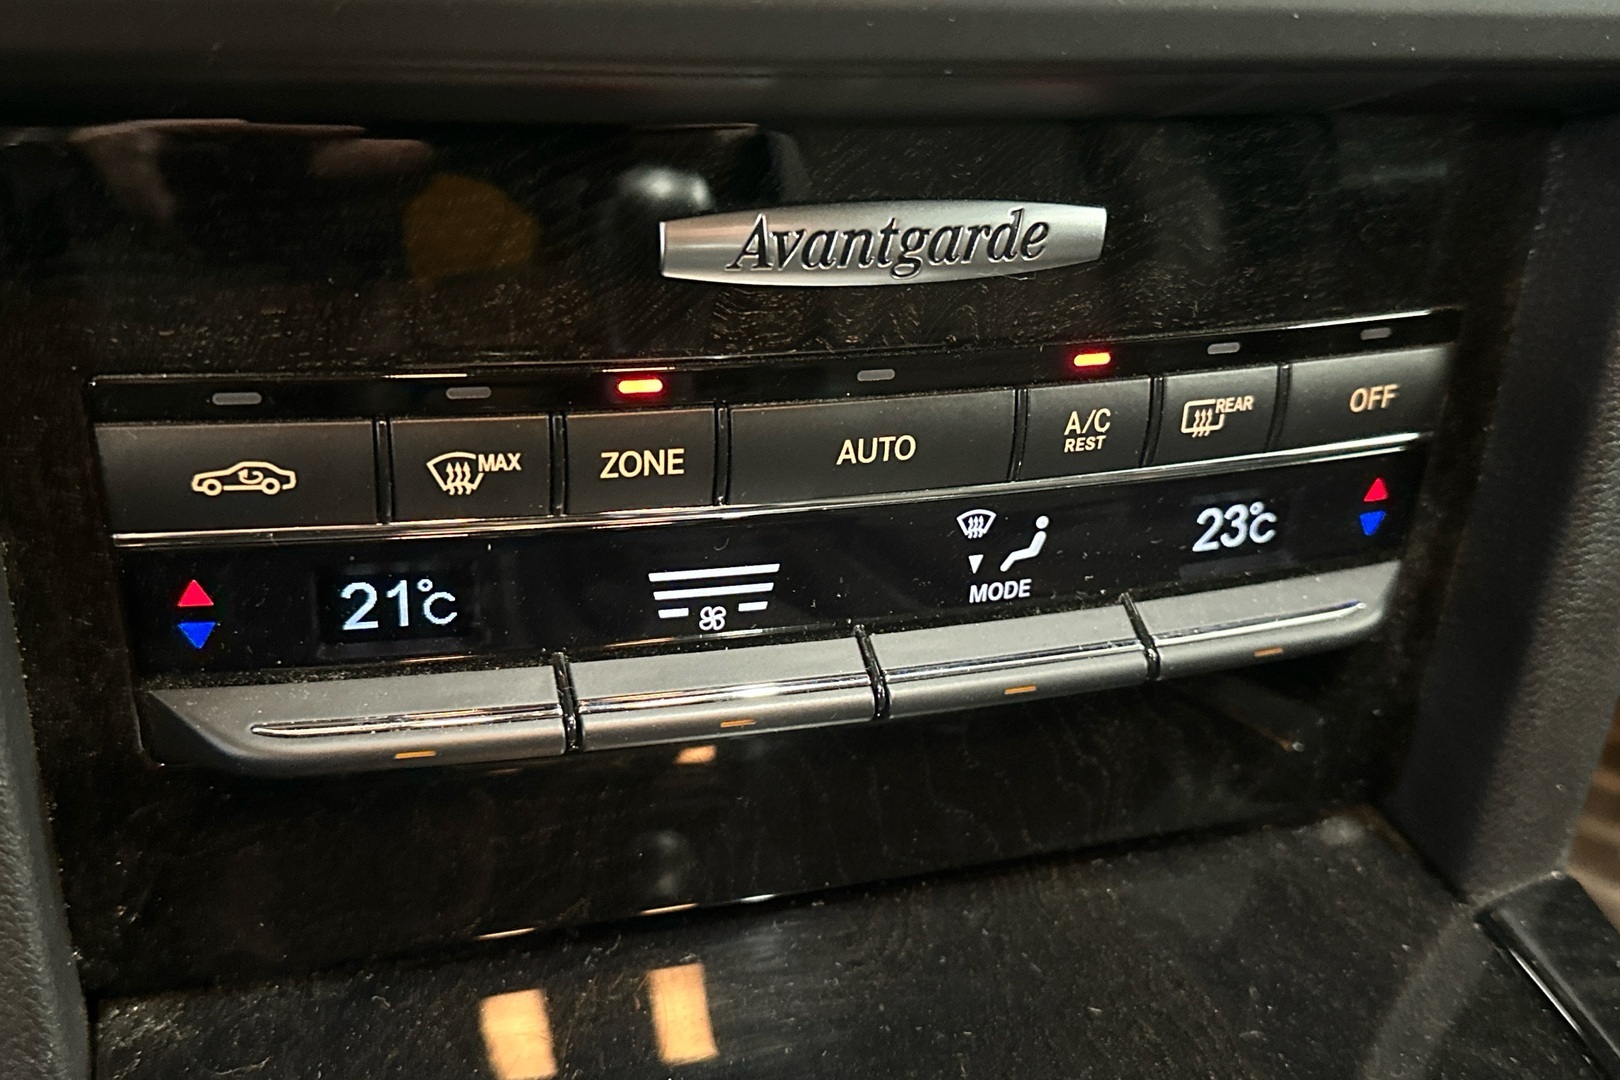 Avantgarde
MAX
ZONE
AUTO
A/C
REST
REAR
OFF
21°C
MODE
23°C